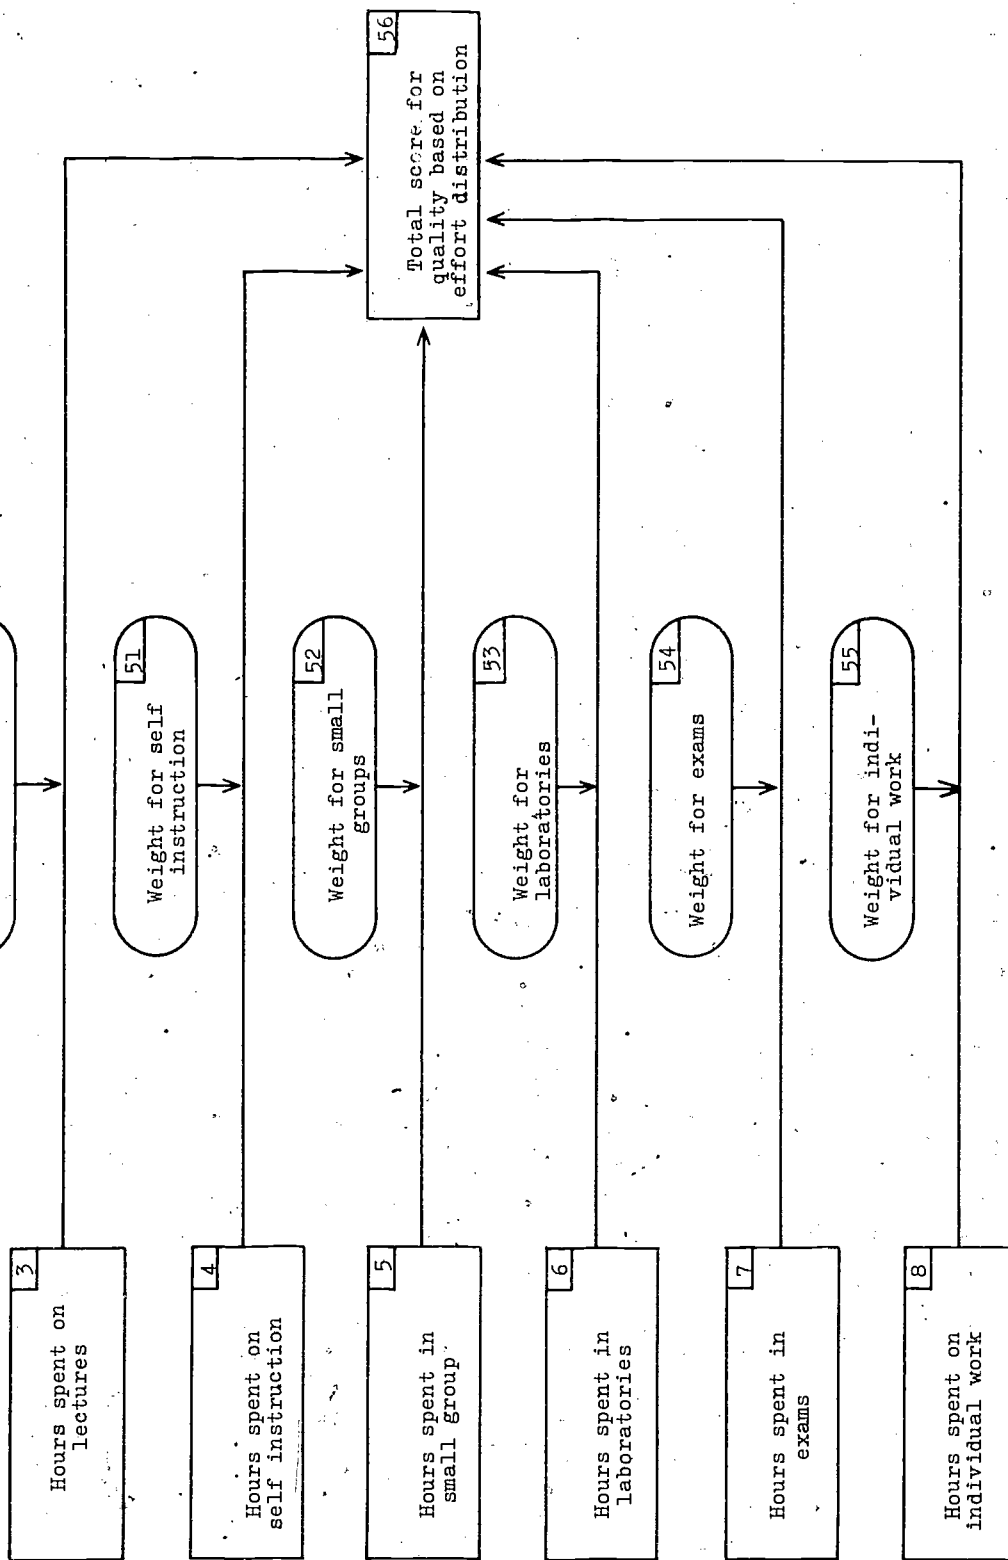 3
Hours spent on
lectures
4
Hours spent on
self instruction
5
Hours spent in
small group
6
Hours spent in
laboratories
7
Hours spent in
exams
8
Hours spent on
individual work
51
Weight for self
instruction
52
Weight for small
groups
53
Weight for
laboratories
54
Weight for exams
55
Weight for indi-
vidual work
56
Total score for
quality based on
effort distribution